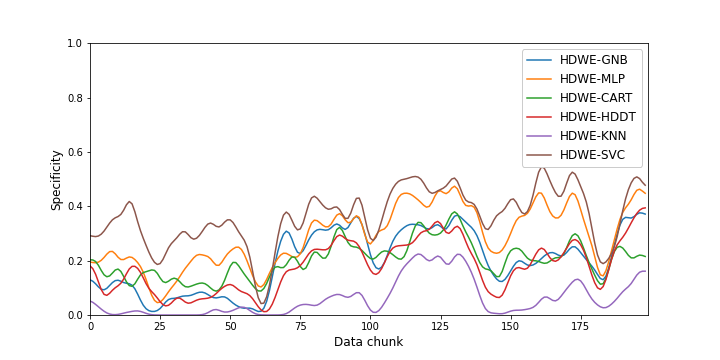 1.0
0.8
0.6
0.4
0.2
0.0
Specificity
0
25
50
75
100
125
150
175
Data chunk
HDWE-GNB
HDWE-MLP
HDWE-CART
HDWE-HDDT
HDWE-KNN
HDWE-SVC